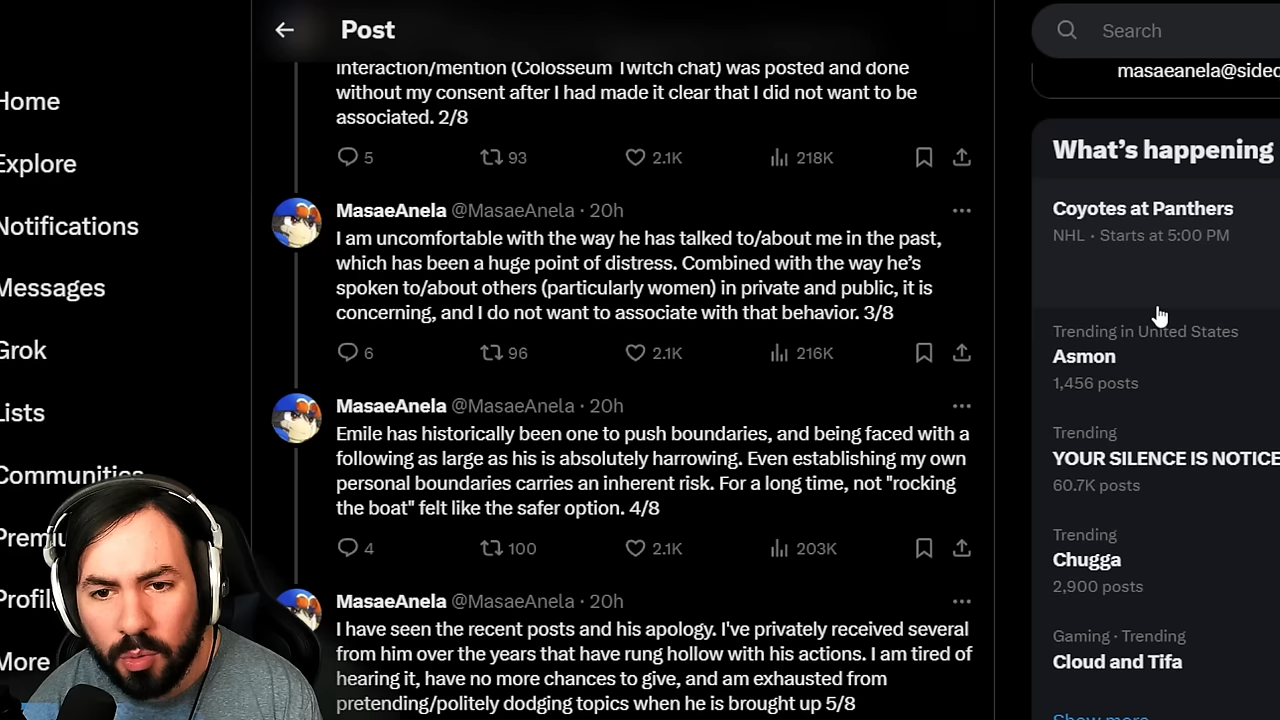 Post
Search
interaction/mention (Colosseum Twitch chat) was posted and done
without my consent after I had made it clear that I did not want to be
associated. 2/8
5 93 2.1K 218K
MasaeAnela @MasaeAnela · 20h
I am uncomfortable with the way he has talked to/about me in the past,
which has been a huge point of distress. Combined with the way he's
spoken to/about others (particularly women) in private and public, it is
concerning, and I do not want to associate with that behavior. 3/8
6 96 2.1K 216K
MasaeAnela @MasaeAnela · 20h
Emile has historically been one to push boundaries, and being faced with a
following as large as his is absolutely harrowing. Even establishing my own
personal boundaries carries an inherent risk. For a long time, not "rocking
the boat" felt like the safer option. 4/8
4 100 2.1K 203K
MasaeAnela @MasaeAnela · 20h
I have seen the recent posts and his apology. I've privately received several
from him over the years that have rung hollow with his actions. I am tired of
hearing it, have no more chances to give, and am exhausted from
pretending/politely dodging topics when he is brought up 5/8
Home
Explore
Notifications
Messages
Grok
Lists
Communities
Premiu
Profil
More
masaeanela@sided
What's happening
Coyotes at Panthers
NHL · Starts at 5:00 PM
Trending in United States
Asmon
1,456 posts
Trending
YOUR SILENCE IS NOTICE
60.7K posts
Trending
Chugga
2,900 posts
Gaming · Trending
Cloud and Tifa
Show more